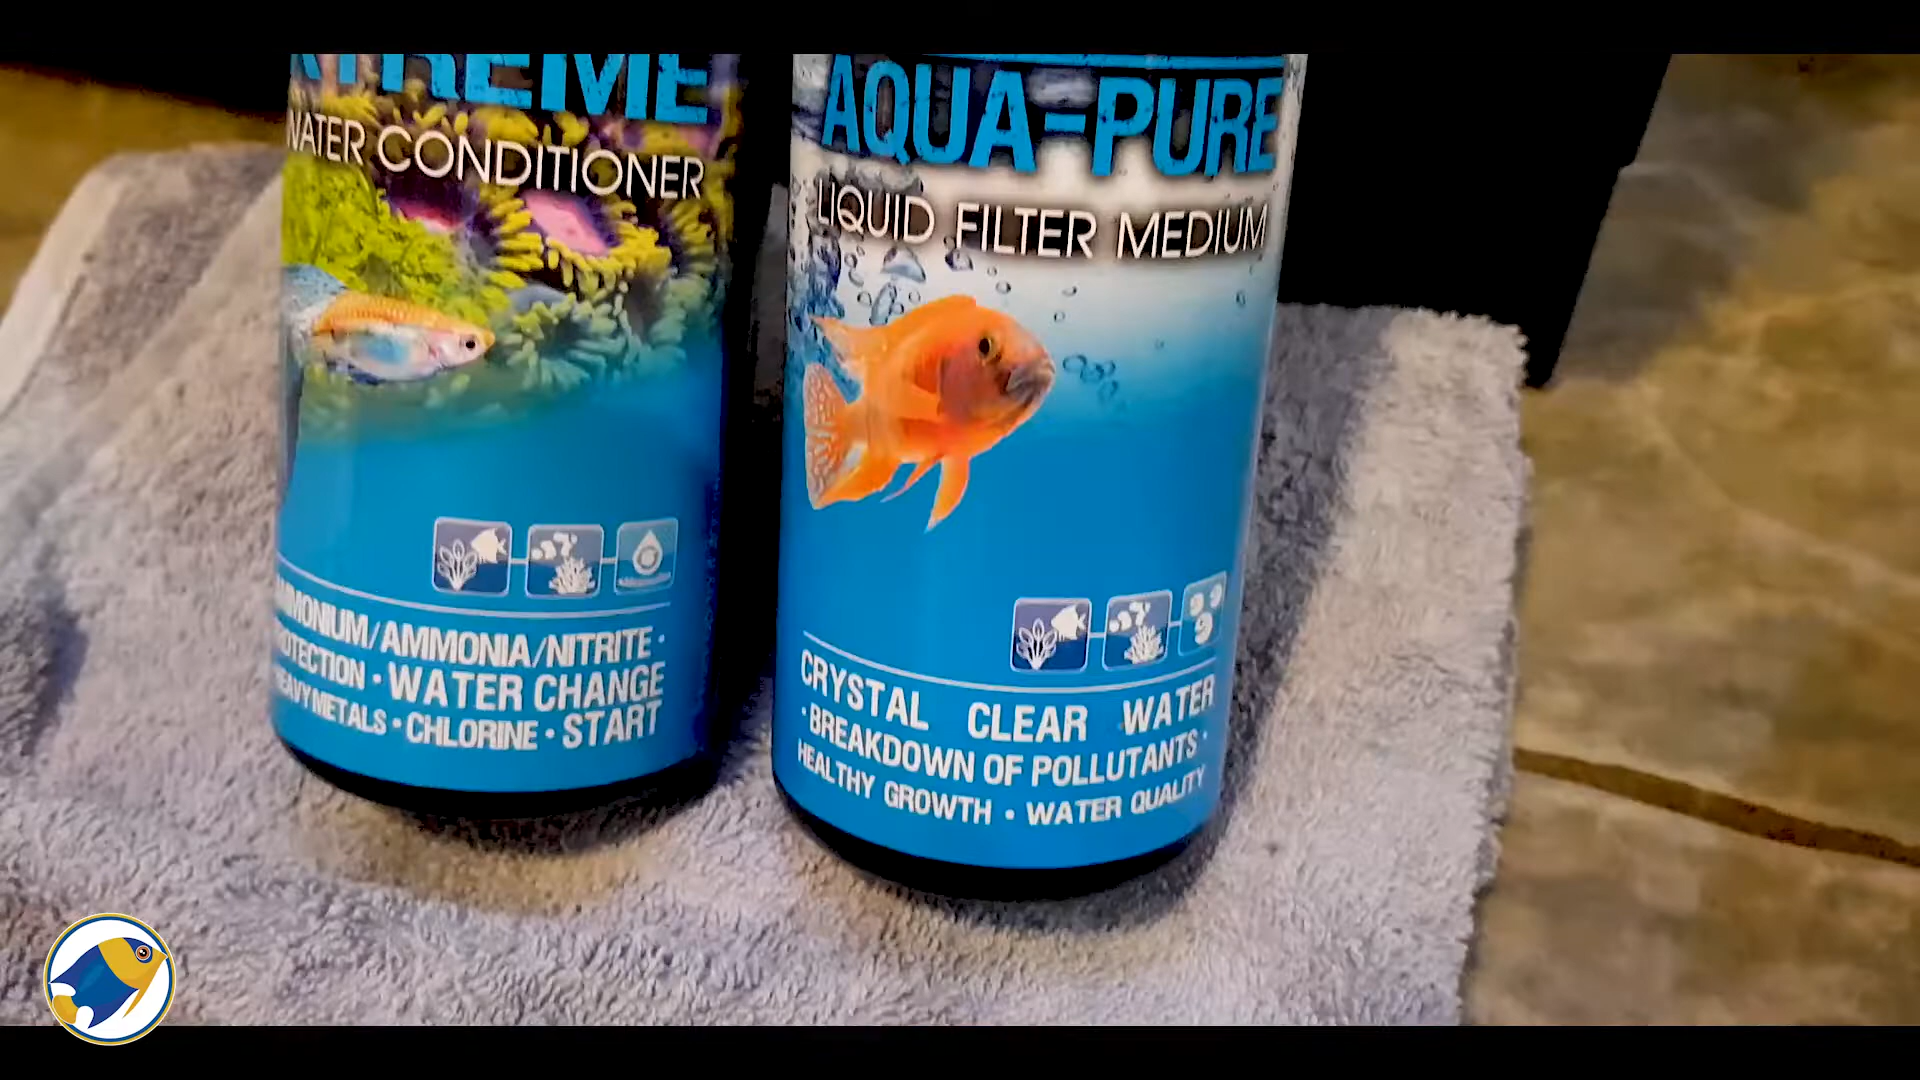 WATER CONDITIONER
/AMMONIA/NITRITE ·
· WATER CHANGE
· CHLORINE · START
AQUA-PURE
LIQUID FILTER MEDIUM
CRYSTAL CLEAR WATER
· BREAKDOWN OF POLLUTANTS ·
HEALTHY GROWTH · WATER QUALITY